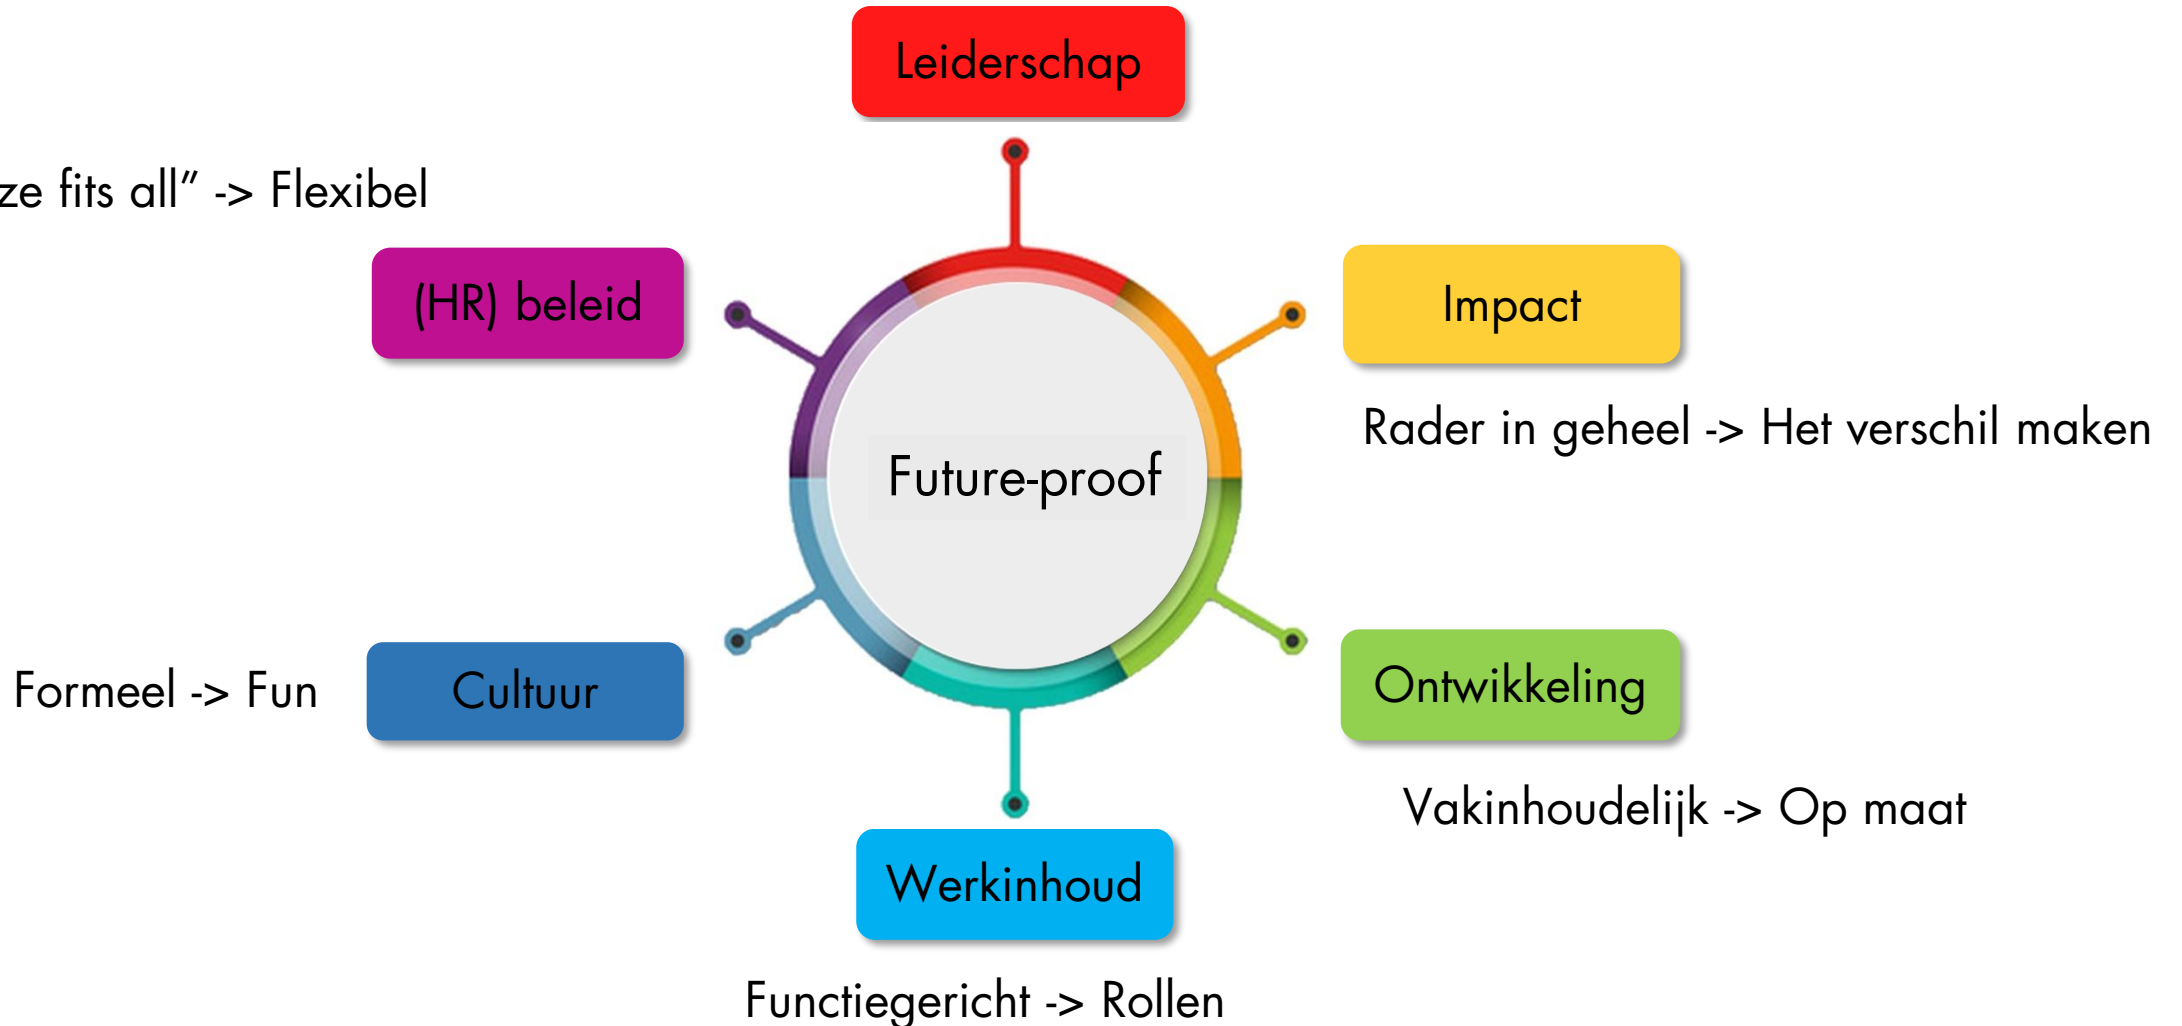 Leiderschap
ze fits all” -> Flexibel
(HR) beleid
Impact
Rader in geheel -> Het verschil maken
Future-proof
Formeel -> Fun
Cultuur
Ontwikkeling
Vakinhoudelijk -> Op maat
Werkinhoud
Functiegericht -> Rollen